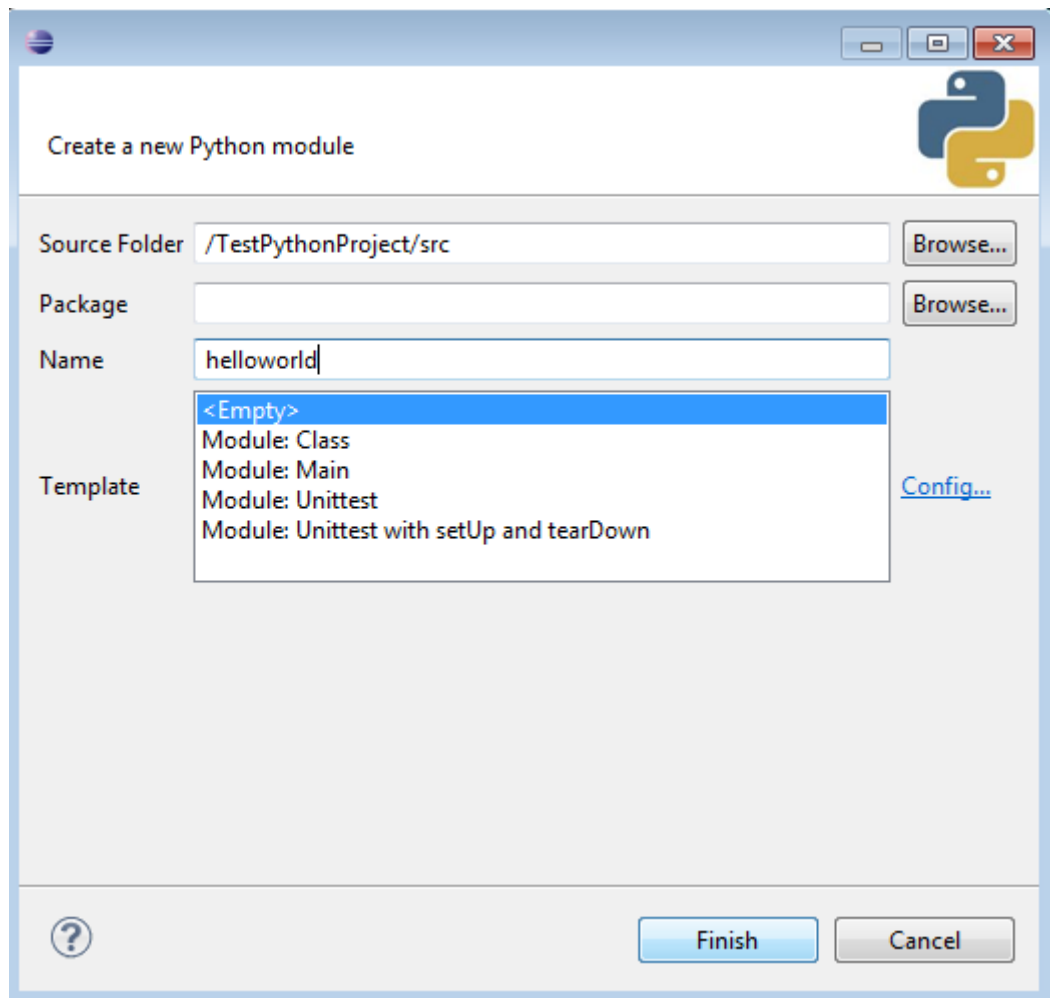 Create a new Python module
Source Folder /TestPythonProject/src Browse...
Package Browse...
Name helloworld
<Empty>
Module: Class
Module: Main
Template Module: Unittest Config...
Module: Unittest with setUp and tearDown
? Finish Cancel